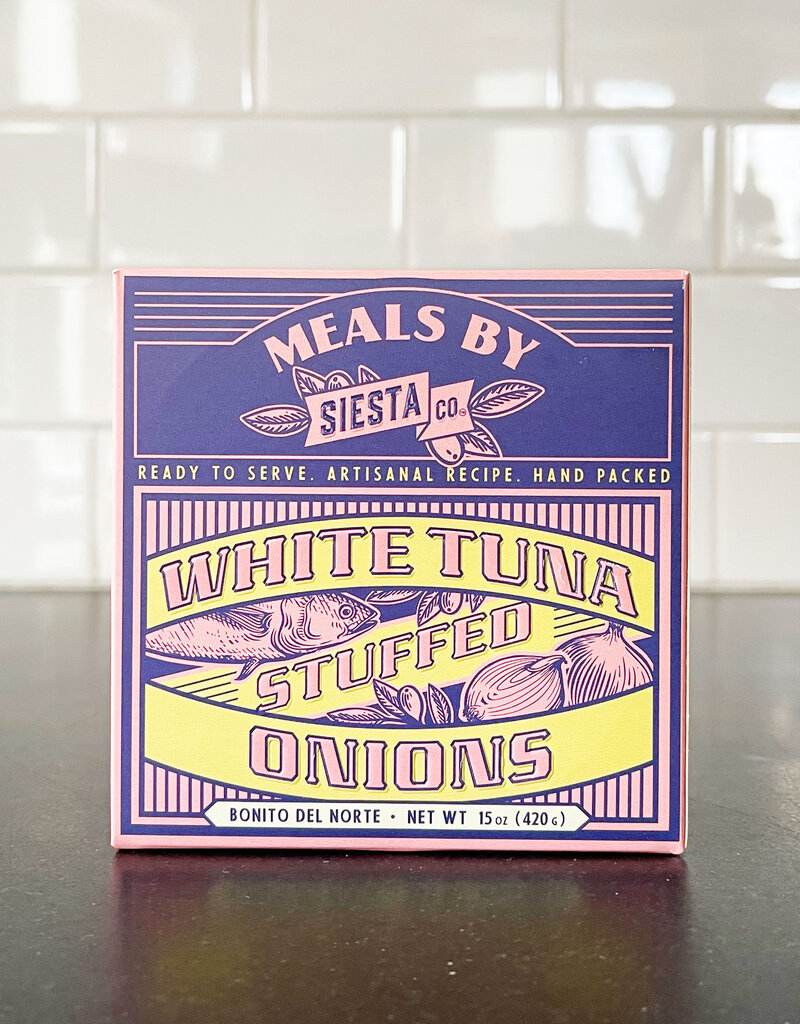 MEALS BY
SIESTA CO.
READY TO SERVE. ARTISANAL RECIPE. HAND PACKED
WHITE TUNA
STUFFED
ONIONS
BONITO DEL NORTE • NET WT 15 oz (420 G)